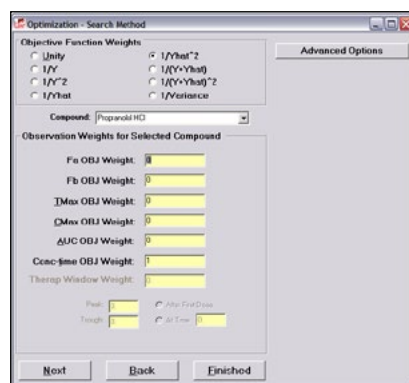 Optimization - Search Method
Objective Function Weights
Unity
1/Yhat^2
1/Y
1/(Y+Yhat)
1/Y^2
1/(Y+Yhat)^2
1/Yhat
1/Variance
Advanced Options
Compound: Propranolol HCl
Observation Weights for Selected Compound
Fa OBJ Weight: 0
Fb OBJ Weight: 0
TMax OBJ Weight: 0
CMax OBJ Weight: 0
AUC OBJ Weight: 0
Conc-time OBJ Weight: 1
Therap Window Weight: 0
Peak:
After First Dose
Trough:
At Time: 0
Next
Back
Finished